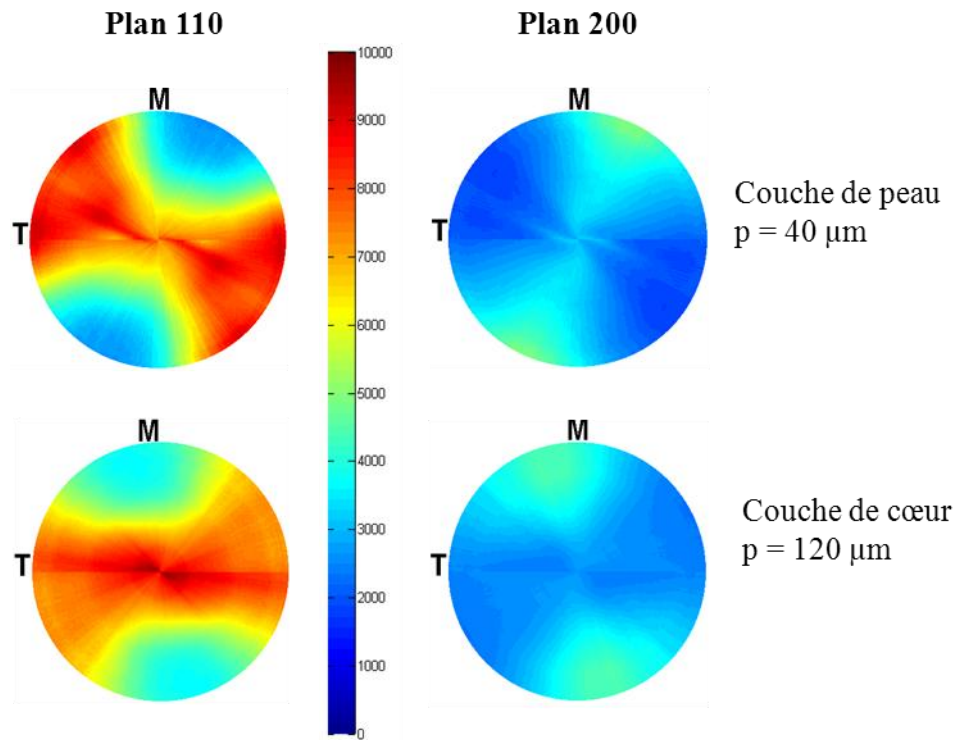 Plan 110
Plan 200
10000
9000
8000
7000
6000
5000
4000
3000
2000
1000
0
M
T
M
T
Couche de peau
p = 40 μm
M
T
M
T
Couche de cœur
p = 120 μm